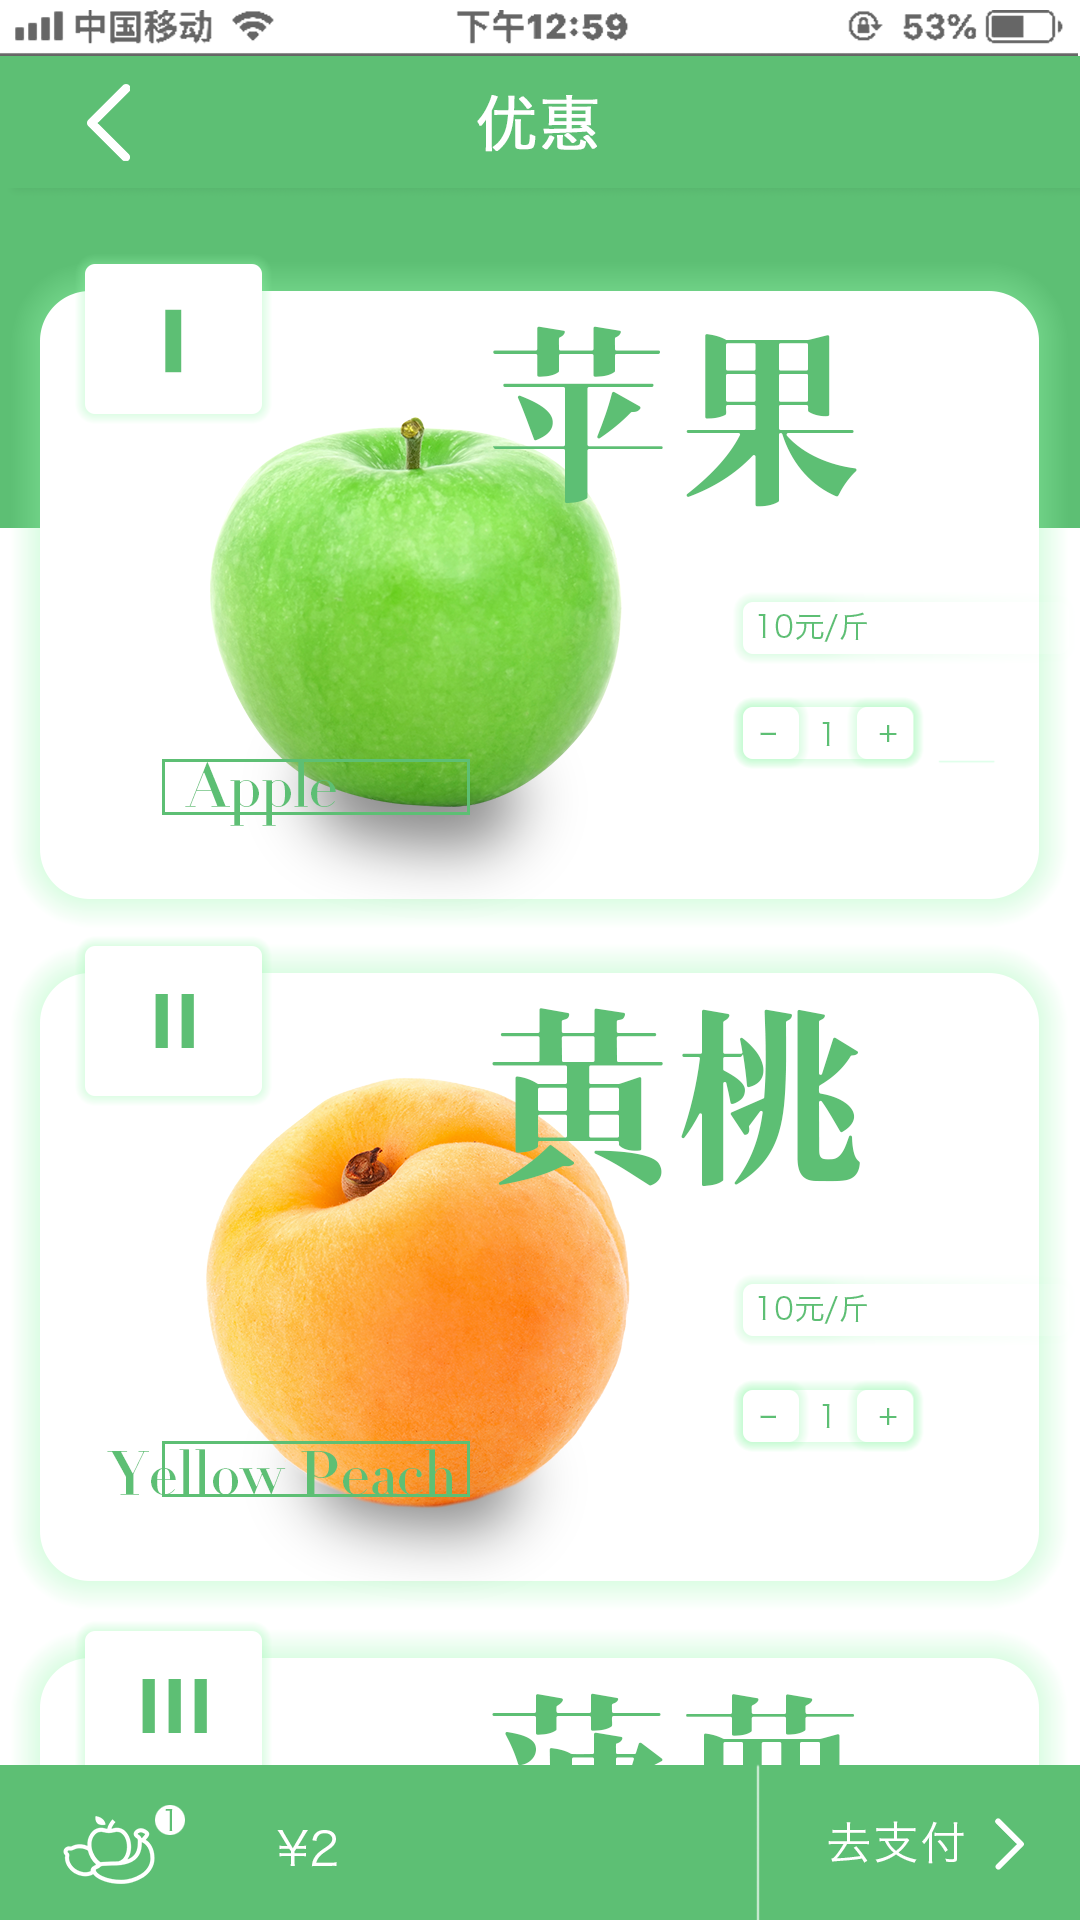 中国移动 下午12:59 53%
优惠
I
苹果
10元/斤
− 1 +
Apple
II
黄桃
10元/斤
− 1 +
Yellow Peach
III
1 ¥2 去支付